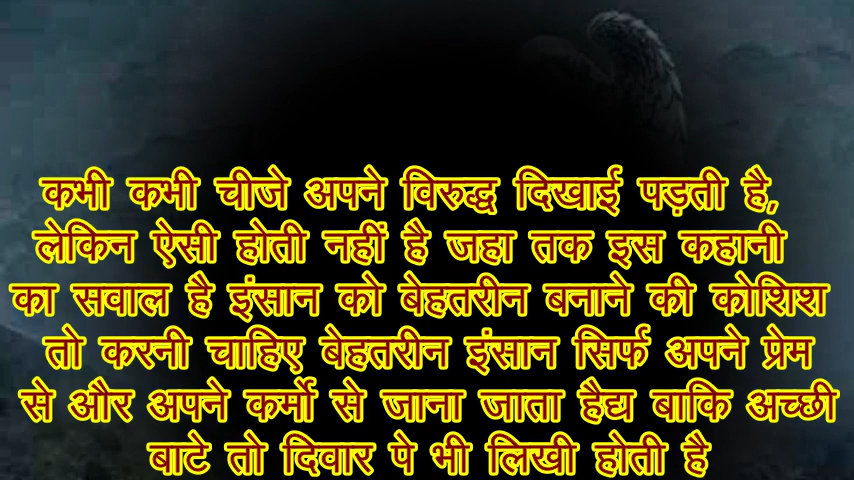 कभी कभी चीजे अपने विरुद्ध दिखाई पड़ती है,
लेकिन ऐसी होती नहीं है जहा तक इस कहानी
का सवाल है इंसान को बेहतरीन बनाने की कोशिश
तो करनी चाहिए बेहतरीन इंसान सिर्फ अपने प्रेम
से और अपने कर्मो से जाना जाता हैद्य बाकि अच्छी
बाटे तो दिवार पे भी लिखी होती है